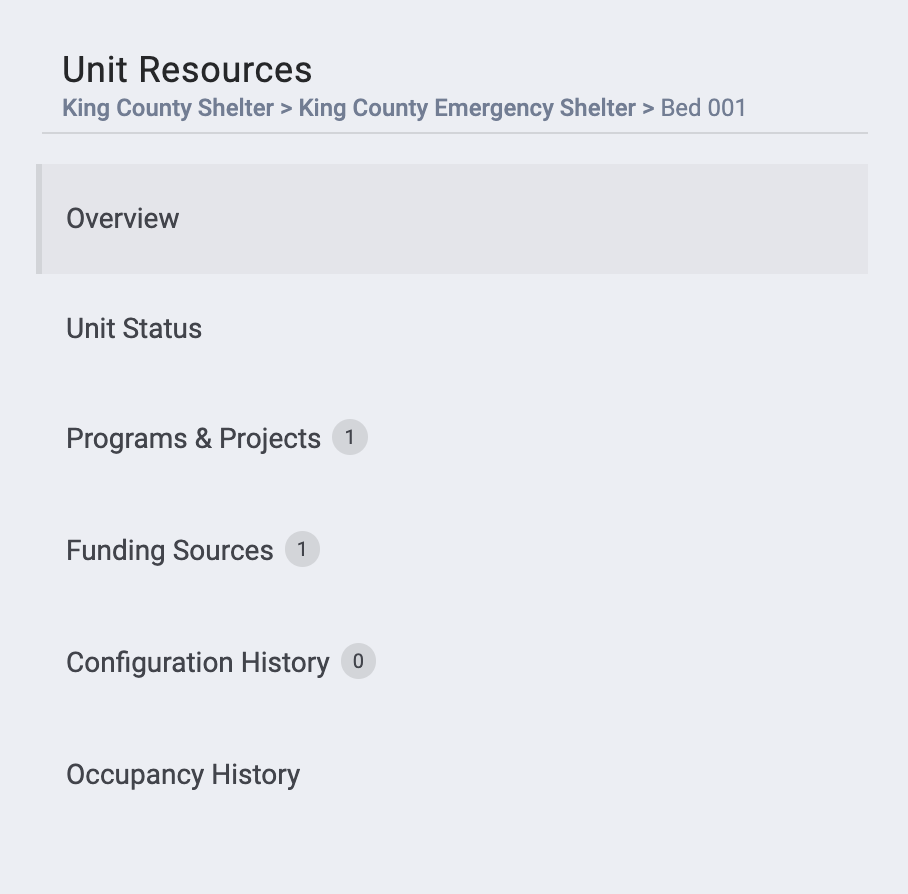 Unit Resources
King County Shelter > King County Emergency Shelter > Bed 001
Overview
Unit Status
Programs & Projects 1
Funding Sources 1
Configuration History 0
Occupancy History